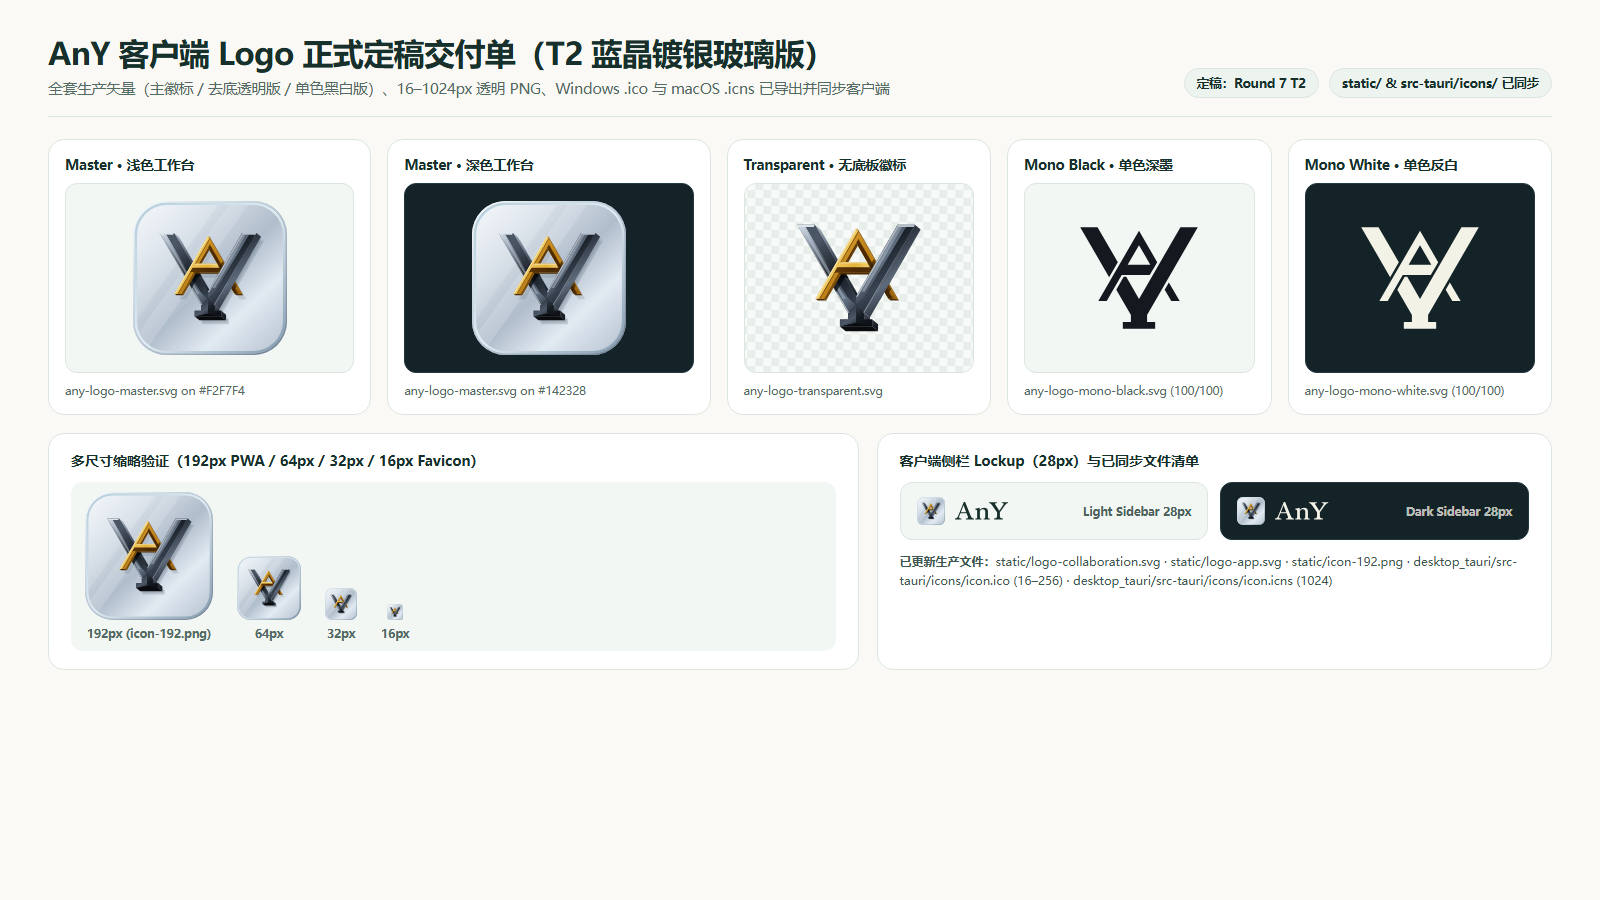 AnY 客户端 Logo 正式定稿交付单（T2 蓝晶镀银玻璃版）
全套生产矢量（主徽标 / 去底透明版 / 单色黑白版）、16–1024px 透明 PNG、Windows .ico 与 macOS .icns 已导出并同步客户端
定稿：Round 7 T2
static/ & src-tauri/icons/ 已同步
Master • 浅色工作台
Master • 深色工作台
Transparent • 无底板徽标
Mono Black • 单色深墨
Mono White • 单色反白
any-logo-master.svg on #F2F7F4
any-logo-master.svg on #142328
any-logo-transparent.svg
any-logo-mono-black.svg (100/100)
any-logo-mono-white.svg (100/100)
多尺寸缩略验证（192px PWA / 64px / 32px / 16px Favicon）
192px (icon-192.png)
64px
32px
16px
客户端侧栏 Lockup（28px）与已同步文件清单
AnY
Light Sidebar 28px
AnY
Dark Sidebar 28px
已更新生产文件：static/logo-collaboration.svg · static/logo-app.svg · static/icon-192.png · desktop_tauri/src-
tauri/icons/icon.ico (16–256) · desktop_tauri/src-tauri/icons/icon.icns (1024)